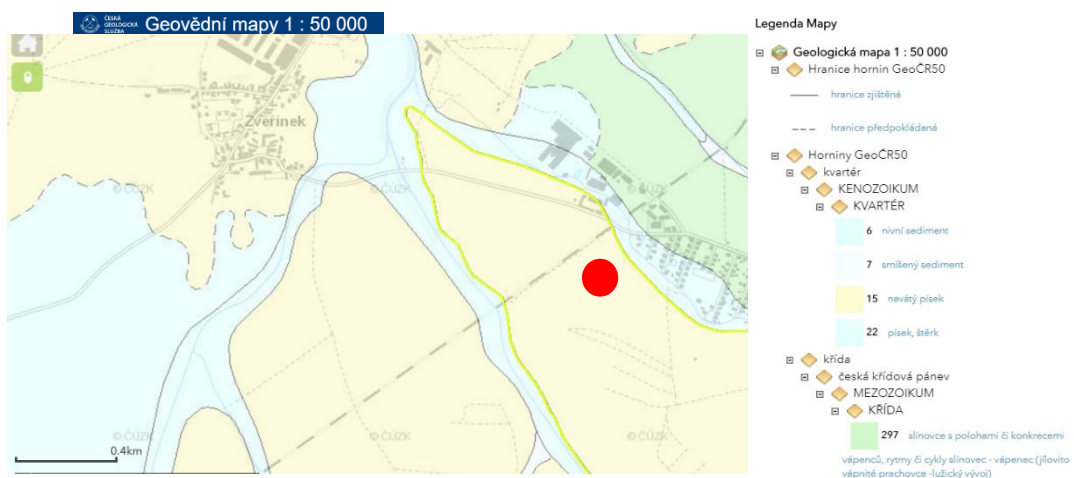 ČESKÁ
GEOLOGICKÁ
SLUŽBA
Geovědní mapy 1 : 50 000
Zveřínek
© ČÚZK
© ČÚZK
© ČÚZK
© ČÚZK
© ČÚZK
© ČÚZK
0.4km
Legenda Mapy
Geologická mapa 1 : 50 000
Hranice hornin GeoČR50
hranice zjištěná
hranice předpokládaná
Horniny GeoČR50
kvartér
KENOZOIKUM
KVARTÉR
6 nivní sediment
7 smíšený sediment
15 navátý písek
22 písek, štěrk
křída
česká křídová pánev
MEZOZOIKUM
KŘÍDA
297 slínovce s polohami či konkrecemi
vápenců, rytmy či cykly slínovec - vápenec (jílovito
vápnité prachovce -lužický vývoj)